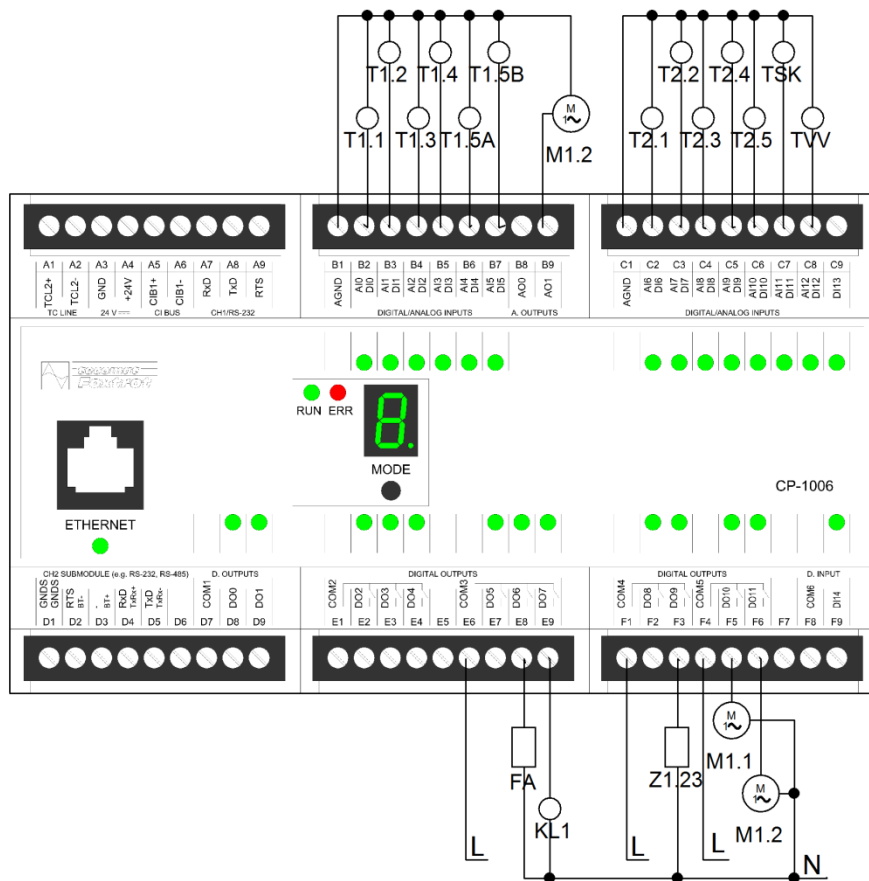 T1.2 T1.4 T1.5B
T2.2 T2.4 TSK
T1.1 T1.3 T1.5A
M
1~
M1.2
T2.1 T2.3 T2.5 TVV
A1 A2 A3 A4 A5 A6 A7 A8 A9
TCL2+ TCL2- GND +24V CIB1+ CIB1- RxD TxD RTS
TC LINE 24 V CI BUS CH1/RS-232
B1 B2 B3 B4 B5 B6 B7 B8 B9
AGND AI0 DI0 AI1 DI1 AI2 DI2 AI3 DI3 AI4 DI4 AI5 DI5 AO0 AO1
DIGITAL/ANALOG INPUTS A. OUTPUTS
C1 C2 C3 C4 C5 C6 C7 C8 C9
AGND AI6 DI6 AI7 DI7 AI8 DI8 AI9 DI9 AI10 DI10 AI11 DI11 AI12 DI12 DI13
DIGITAL/ANALOG INPUTS
Foxtrot
RUN ERR
8.
MODE
CP-1006
ETHERNET
CH2 SUBMODULE (e.g. RS-232, RS-485) D. OUTPUTS
GNDS GNDS RTS BT- - BT+ RxD TxRx+ TxD TxRx- COM1 DO0 DO1
D1 D2 D3 D4 D5 D6 D7 D8 D9
DIGITAL OUTPUTS
COM2 DO2 DO3 DO4 COM3 DO5 DO6 DO7
E1 E2 E3 E4 E5 E6 E7 E8 E9
DIGITAL OUTPUTS D. INPUT
COM4 DO8 DO9 COM5 DO10 DO11 COM6 DI14
F1 F2 F3 F4 F5 F6 F7 F8 F9
M
1~
M1.1
FA
Z1.23
M
1~
M1.2
KL1
L
L
L
N